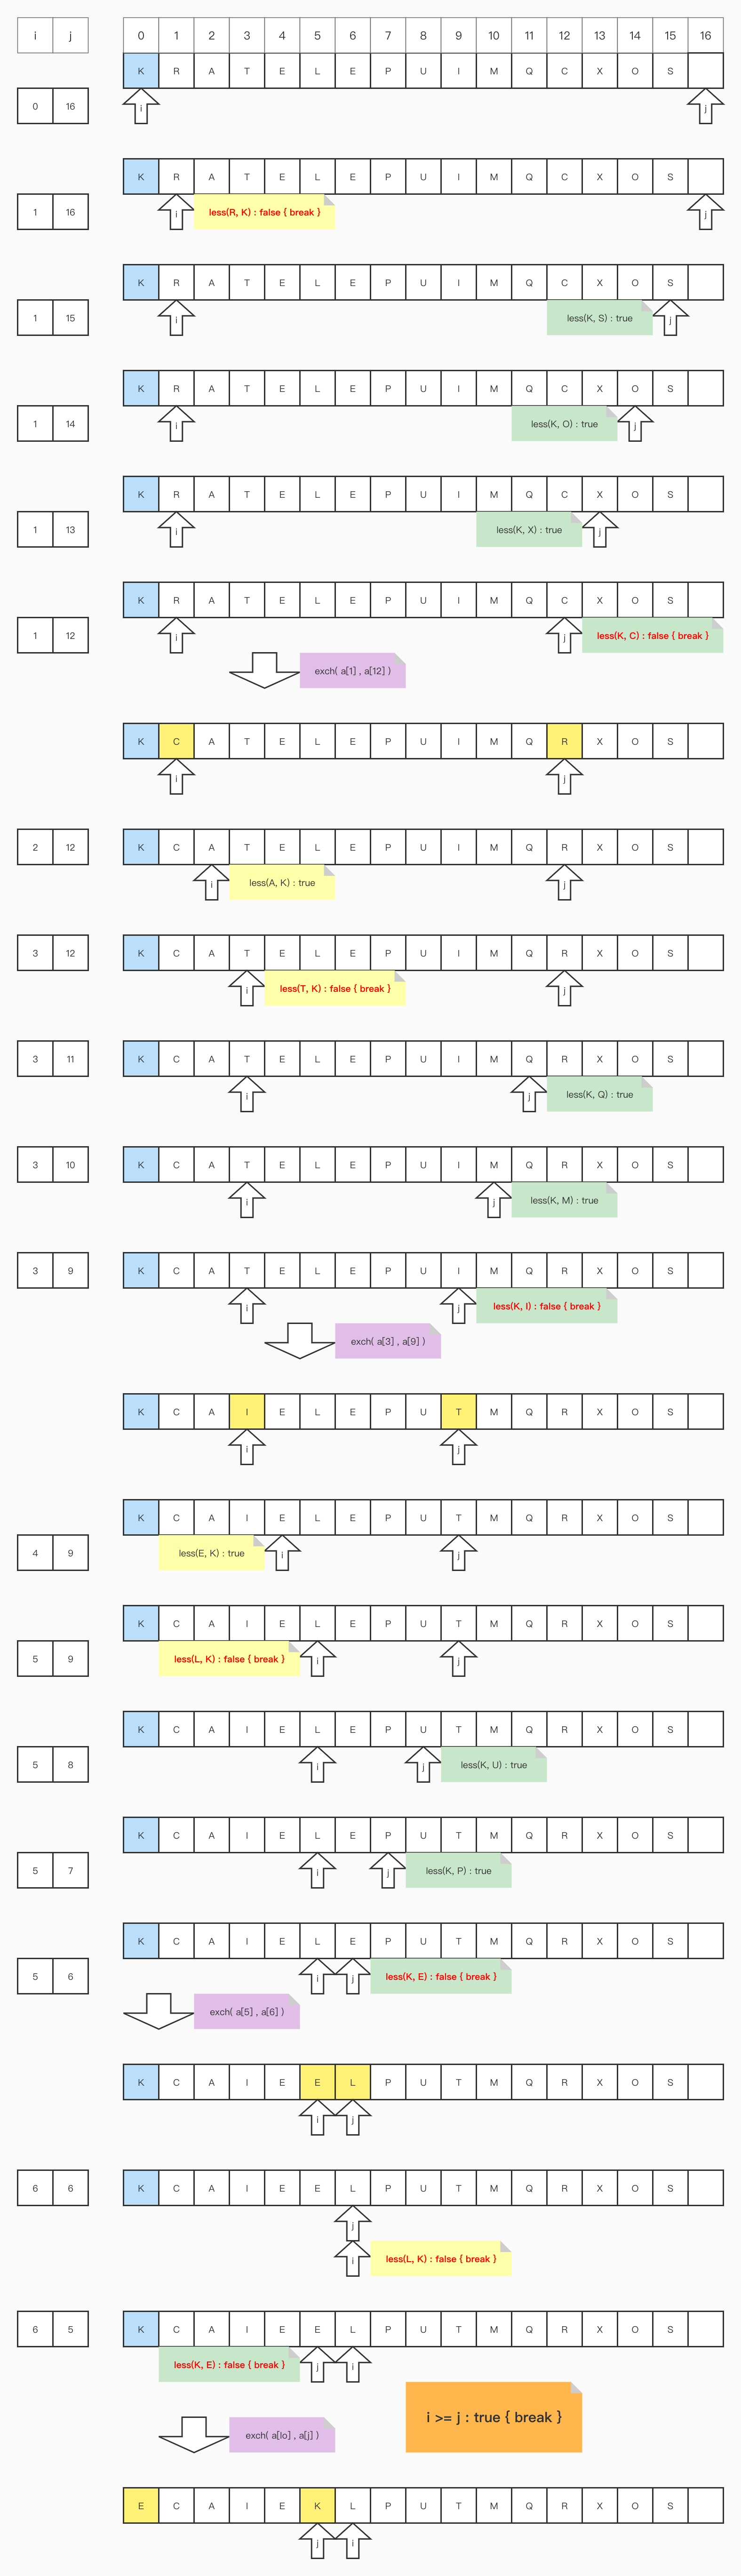 i j 0 1 2 3 4 5 6 7 8 9 10 11 12 13 14 15 16
K R A T E L E P U I M Q C X O S
0 16 i j
K R A T E L E P U I M Q C X O S
1 16 i less(R, K) : false { break } j
K R A T E L E P U I M Q C X O S
1 15 i less(K, S) : true j
K R A T E L E P U I M Q C X O S
1 14 i less(K, O) : true j
K R A T E L E P U I M Q C X O S
1 13 i less(K, X) : true j
K R A T E L E P U I M Q C X O S
1 12 i j less(K, C) : false { break }
exch( a[1] , a[12] )
K C A T E L E P U I M Q R X O S
i j
2 12 K C A T E L E P U I M Q R X O S
i less(A, K) : true j
3 12 K C A T E L E P U I M Q R X O S
i less(T, K) : false { break } j
3 11 K C A T E L E P U I M Q R X O S
i j less(K, Q) : true
3 10 K C A T E L E P U I M Q R X O S
i j less(K, M) : true
3 9 K C A T E L E P U I M Q R X O S
i j less(K, I) : false { break }
exch( a[3] , a[9] )
K C A I E L E P U T M Q R X O S
i j
K C A I E L E P U T M Q R X O S
4 9 less(E, K) : true i j
K C A I E L E P U T M Q R X O S
5 9 less(L, K) : false { break } i j
K C A I E L E P U T M Q R X O S
5 8 i j less(K, U) : true
K C A I E L E P U T M Q R X O S
5 7 i j less(K, P) : true
K C A I E L E P U T M Q R X O S
5 6 i j less(K, E) : false { break }
exch( a[5] , a[6] )
K C A I E E L P U T M Q R X O S
i j
6 6 K C A I E E L P U T M Q R X O S
j
i less(L, K) : false { break }
6 5 K C A I E E L P U T M Q R X O S
less(K, E) : false { break } j i
i >= j : true { break }
exch( a[lo] , a[j] )
E C A I E K L P U T M Q R X O S
j i